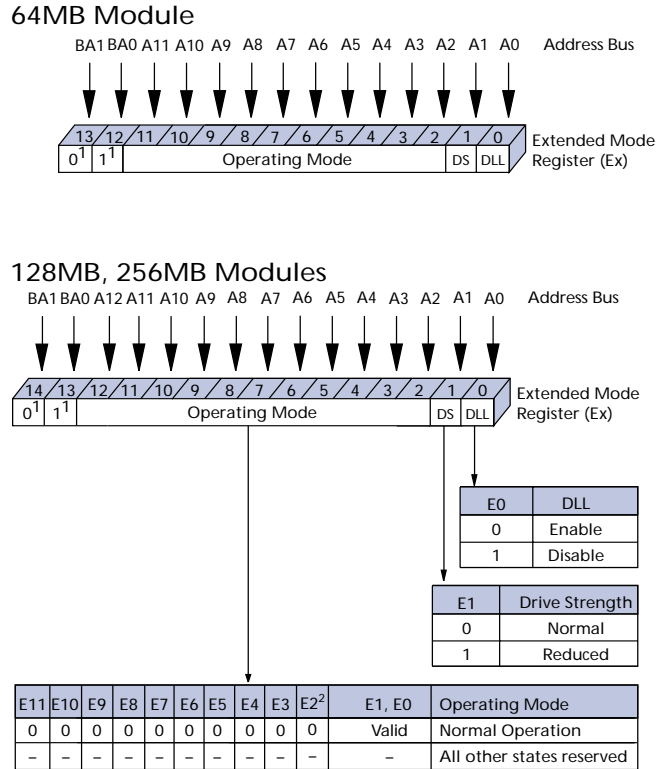 64MB Module
BA1 BA0 A11 A10 A9 A8 A7 A6 A5 A4 A3 A2 A1 A0 Address Bus
13 12 11 10 9 8 7 6 5 4 3 2 1 0 Extended Mode
0¹ 1¹ Operating Mode DS DLL Register (Ex)
128MB, 256MB Modules
BA1 BA0 A12 A11 A10 A9 A8 A7 A6 A5 A4 A3 A2 A1 A0 Address Bus
14 13 12 11 10 9 8 7 6 5 4 3 2 1 0 Extended Mode
0¹ 1¹ Operating Mode DS DLL Register (Ex)
E0 DLL
0 Enable
1 Disable
E1 Drive Strength
0 Normal
1 Reduced
E11 E10 E9 E8 E7 E6 E5 E4 E3 E2² E1, E0 Operating Mode
0 0 0 0 0 0 0 0 0 0 Valid Normal Operation
– – – – – – – – – – – All other states reserved